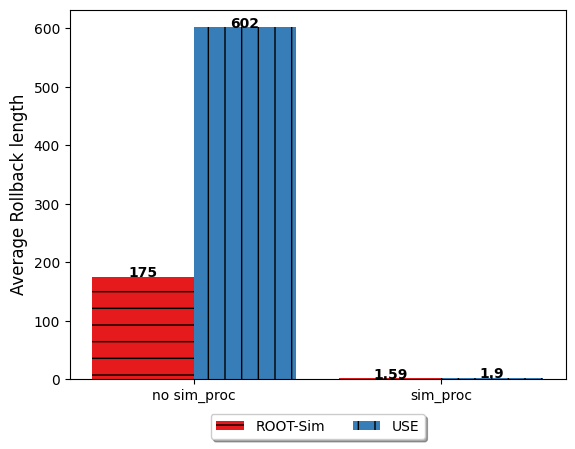 Average Rollback length
600
500
400
300
200
100
0
175
602
1.59
1.9
no sim_proc
sim_proc
ROOT-Sim
USE